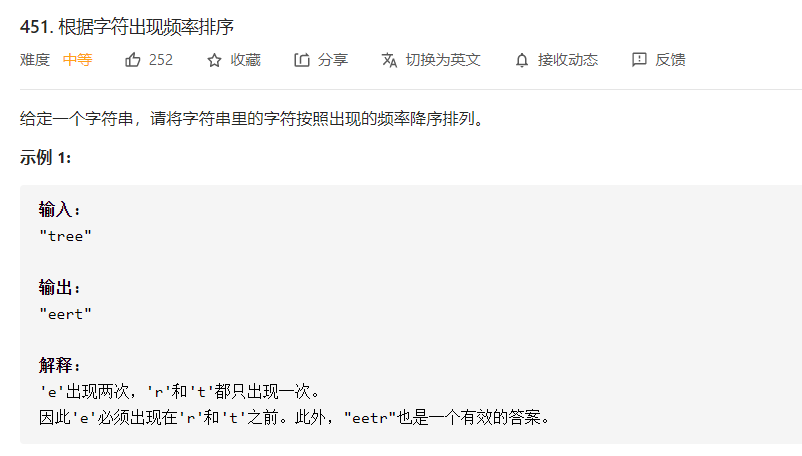 451. 根据字符出现频率排序
难度 中等 252 收藏 分享 切换为英文 接收动态 反馈
给定一个字符串，请将字符串里的字符按照出现的频率降序排列。
示例 1:
输入:
"tree"
输出:
"eert"
解释:
'e'出现两次，'r'和't'都只出现一次。
因此'e'必须出现在'r'和't'之前。此外，"eetr"也是一个有效的答案。